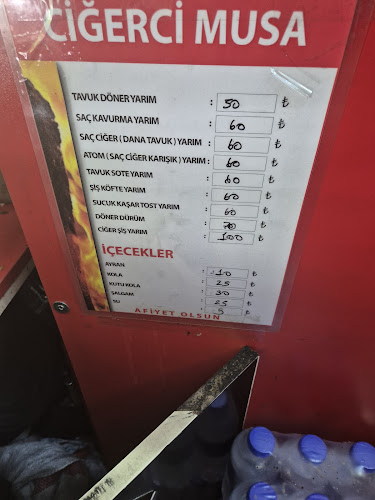 CİĞERCİ MUSA
TAVUK DÖNER YARIM : 50 ₺
SAÇ KAVURMA YARIM : 60 ₺
SAÇ CİĞER ( DANA TAVUK ) YARIM : 60 ₺
ATOM ( SAÇ CİĞER KARIŞIK ) YARIM : 60 ₺
TAVUK SOTE YARIM : 60 ₺
ŞİŞ KÖFTE YARIM : 60 ₺
SUCUK KAŞAR TOST YARIM : 60 ₺
DÖNER DÜRÜM : 70 ₺
CİĞER ŞİŞ YARIM : 100 ₺
İÇECEKLER
AYRAN : 10 ₺
KOLA : 25 ₺
KUTU KOLA : 30 ₺
ŞALGAM : 25 ₺
SU : 5 ₺
AFİYET OLSUN